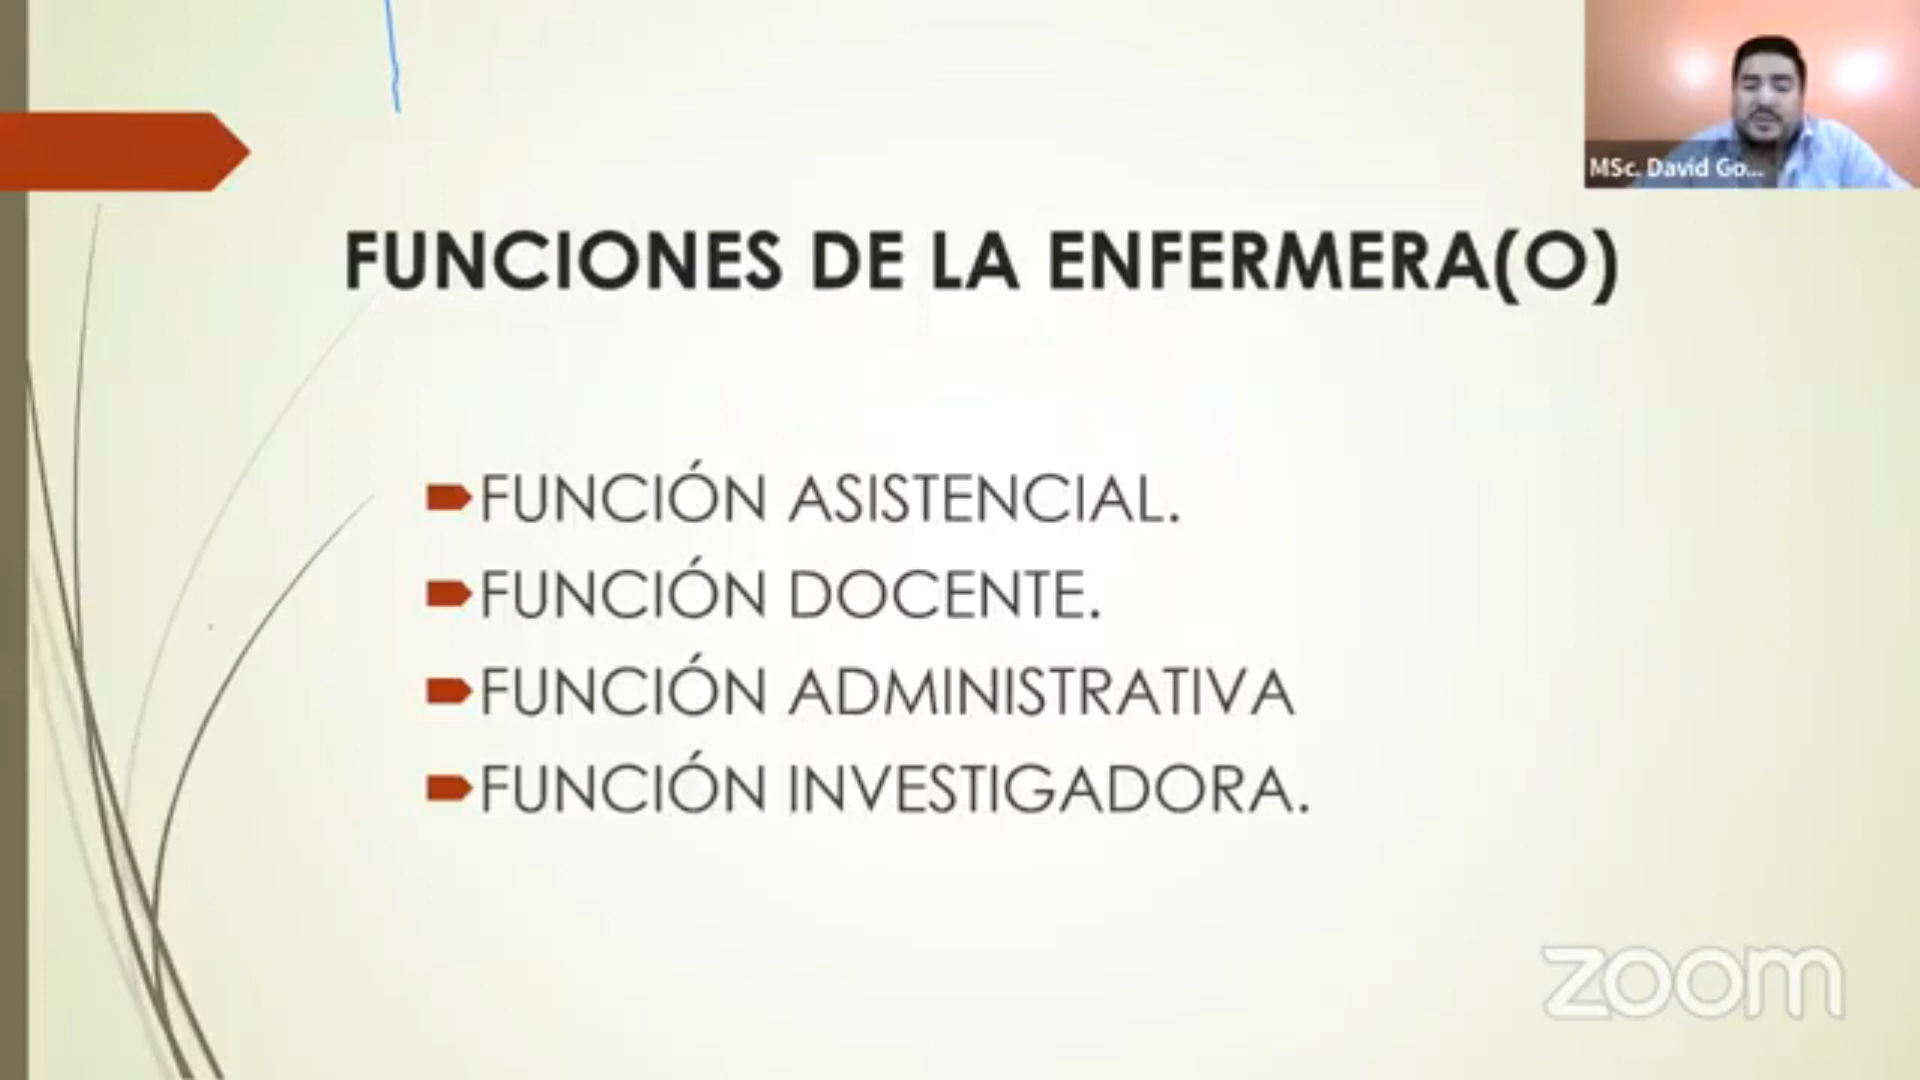 MSc. David Go...
FUNCIONES DE LA ENFERMERA(O)
FUNCIÓN ASISTENCIAL.
FUNCIÓN DOCENTE.
FUNCIÓN ADMINISTRATIVA
FUNCIÓN INVESTIGADORA.
zoom